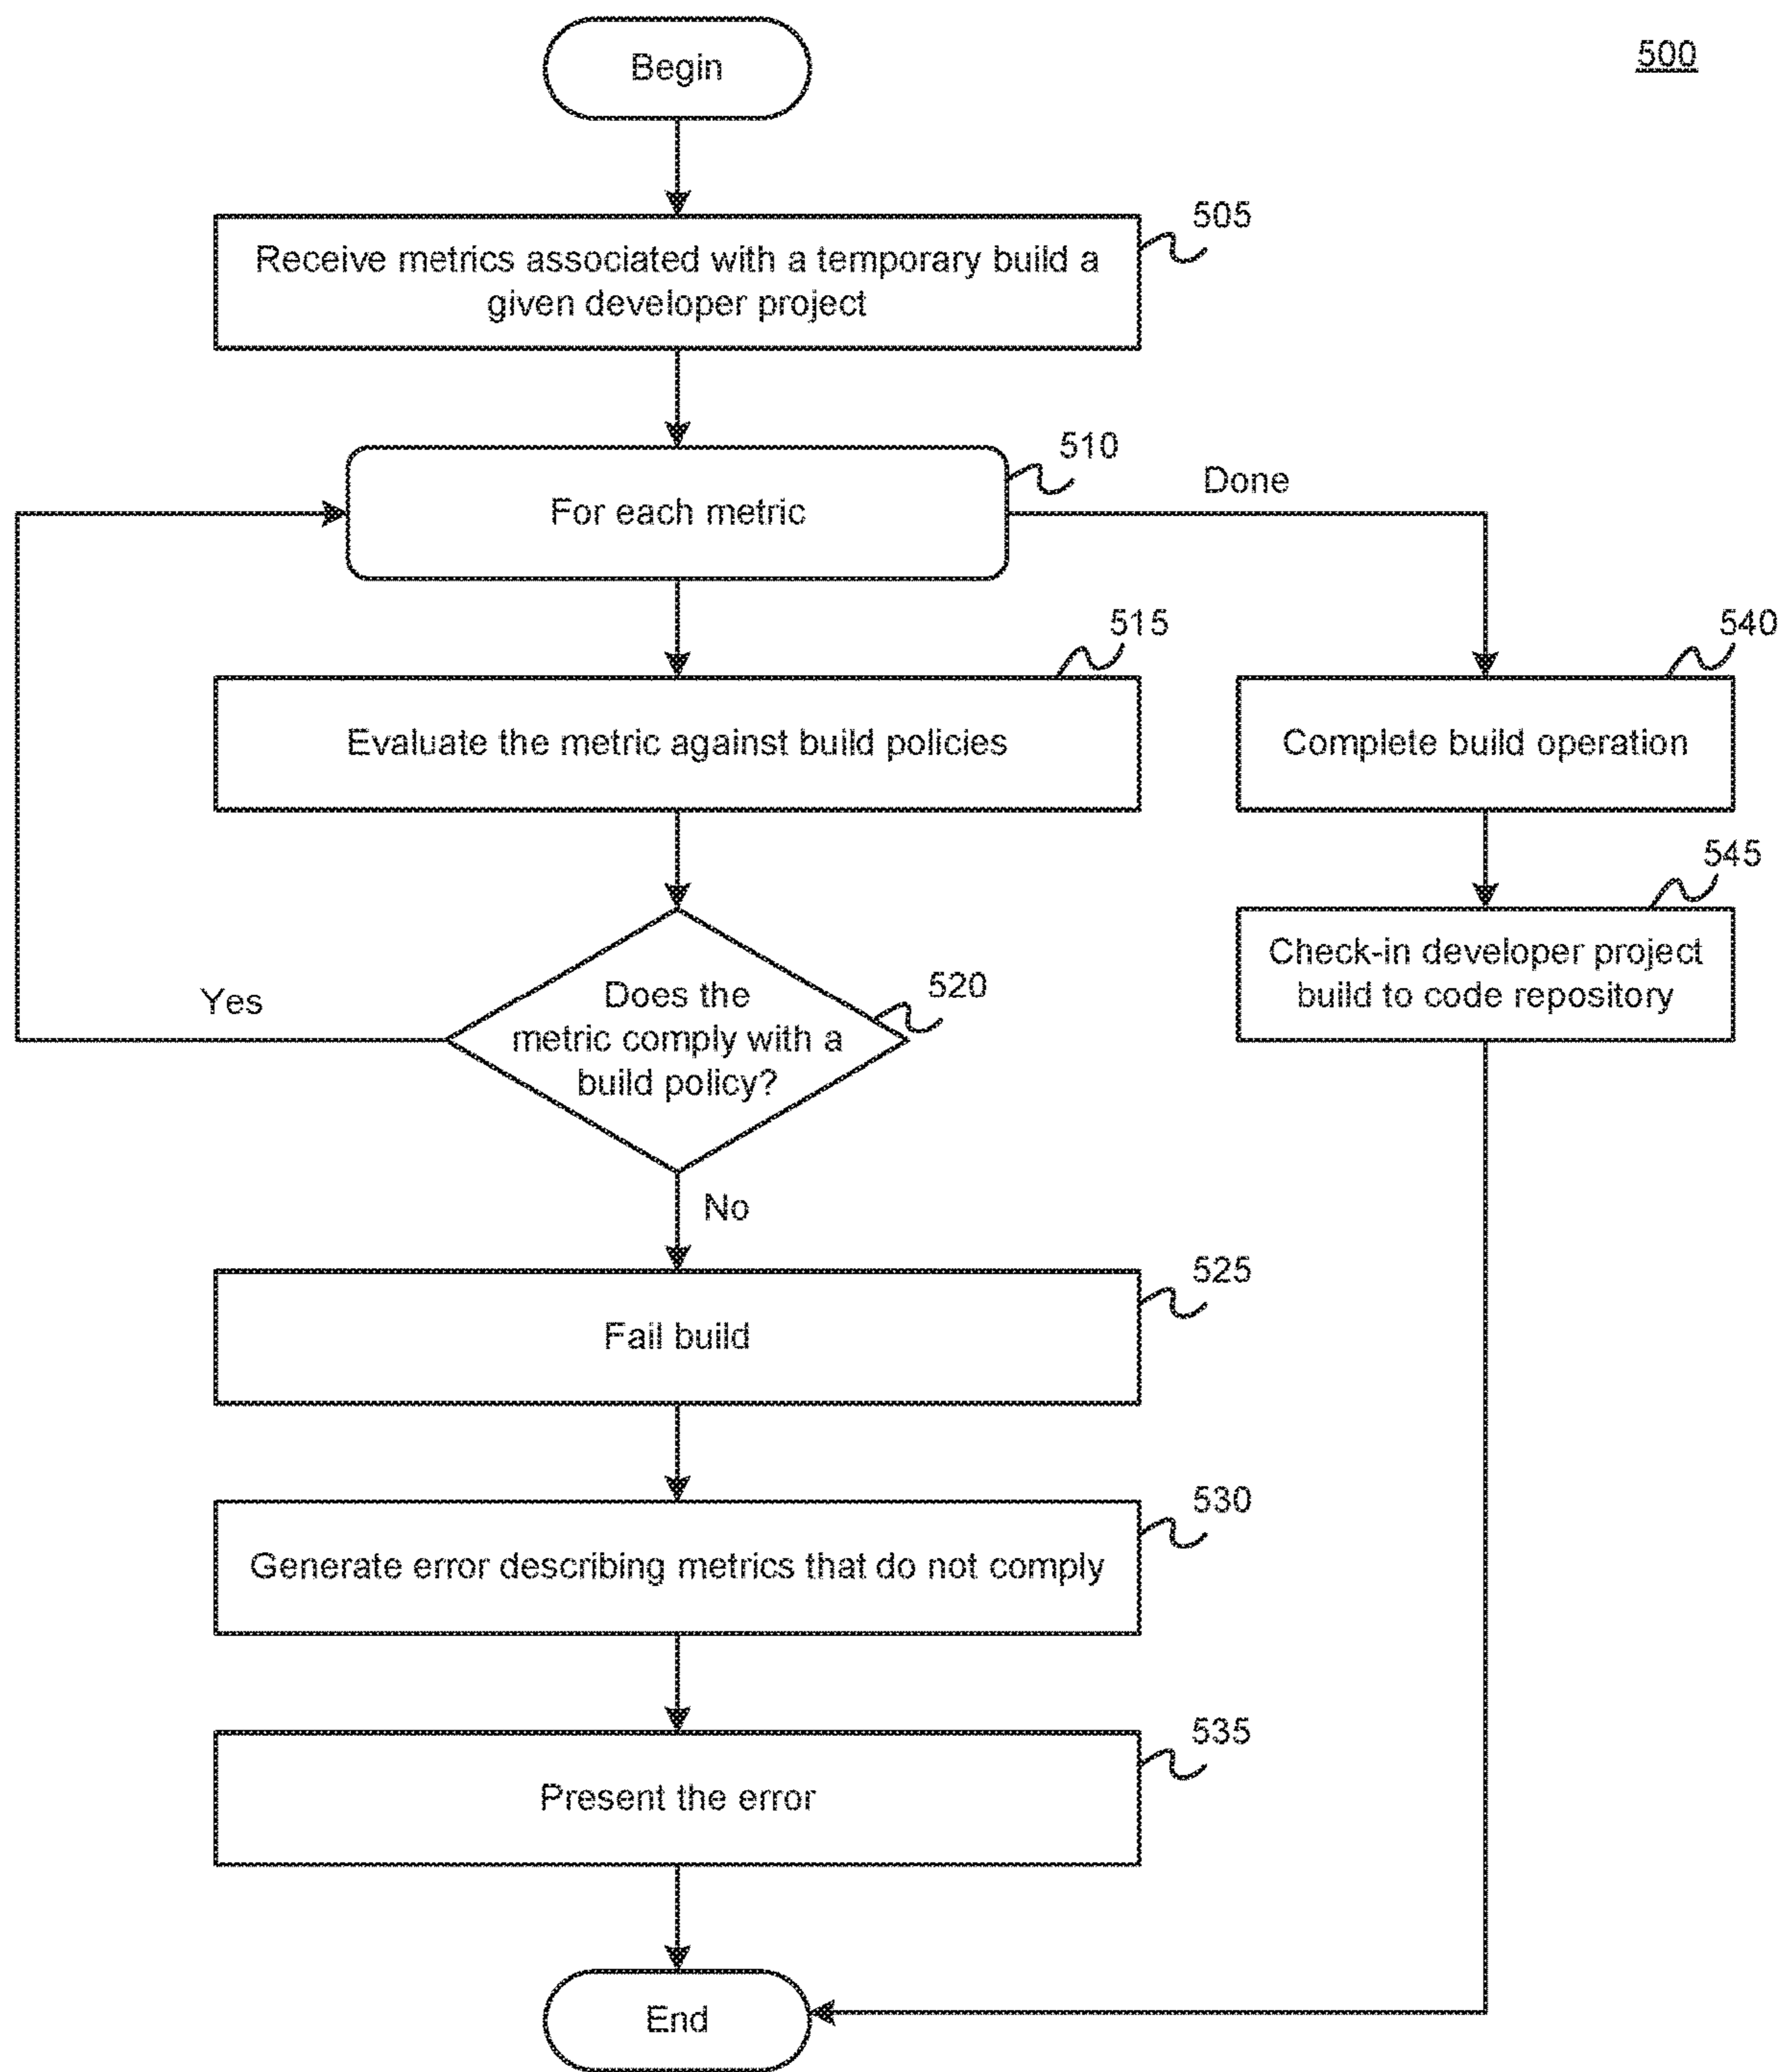 Begin
500
505
Receive metrics associated with a temporary build a
given developer project
510
Done
For each metric
515
540
Evaluate the metric against build policies
Complete build operation
545
Check-in developer project
build to code repository
520
Does the
metric comply with a
build policy?
Yes
No
525
Fail build
530
Generate error describing metrics that do not comply
535
Present the error
End